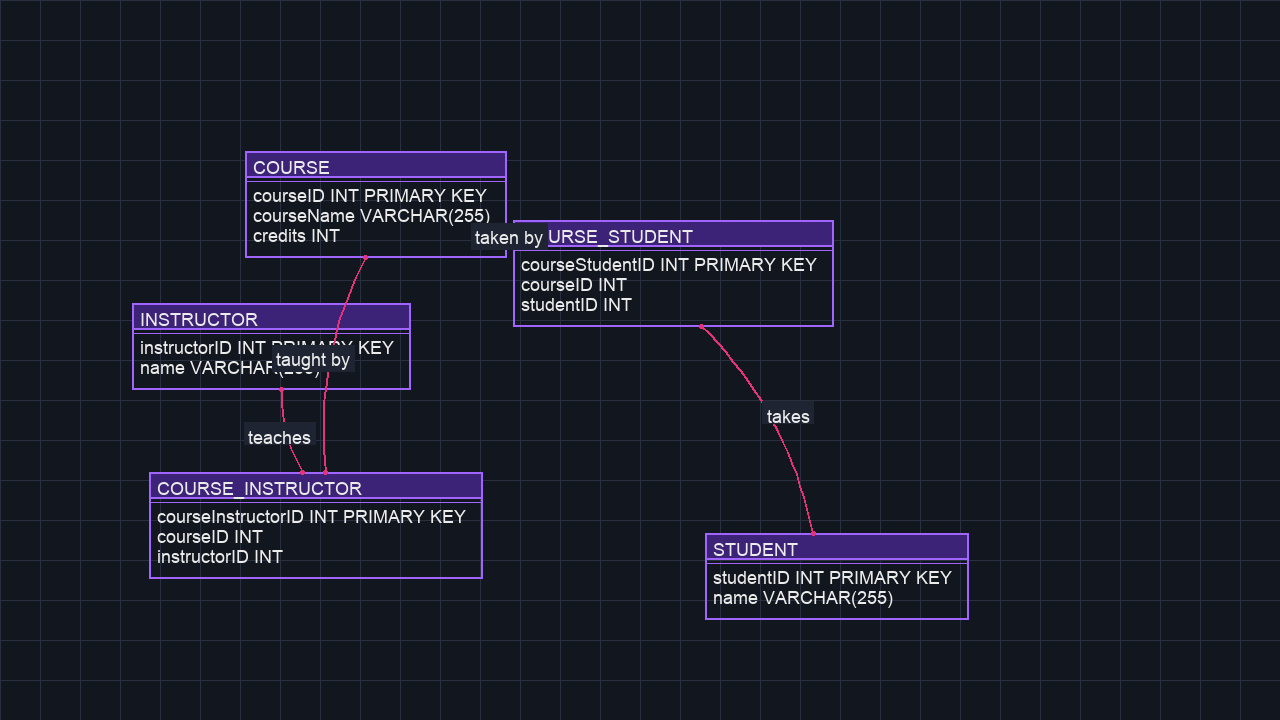 COURSE
courseID INT PRIMARY KEY
courseName VARCHAR(255)
credits INT
taken by
URSE_STUDENT
courseStudentID INT PRIMARY KEY
courseID INT
studentID INT
INSTRUCTOR
instructorID INT PRIMARY KEY
name VARCHAR(255)
taught by
teaches
takes
COURSE_INSTRUCTOR
courseInstructorID INT PRIMARY KEY
courseID INT
instructorID INT
STUDENT
studentID INT PRIMARY KEY
name VARCHAR(255)